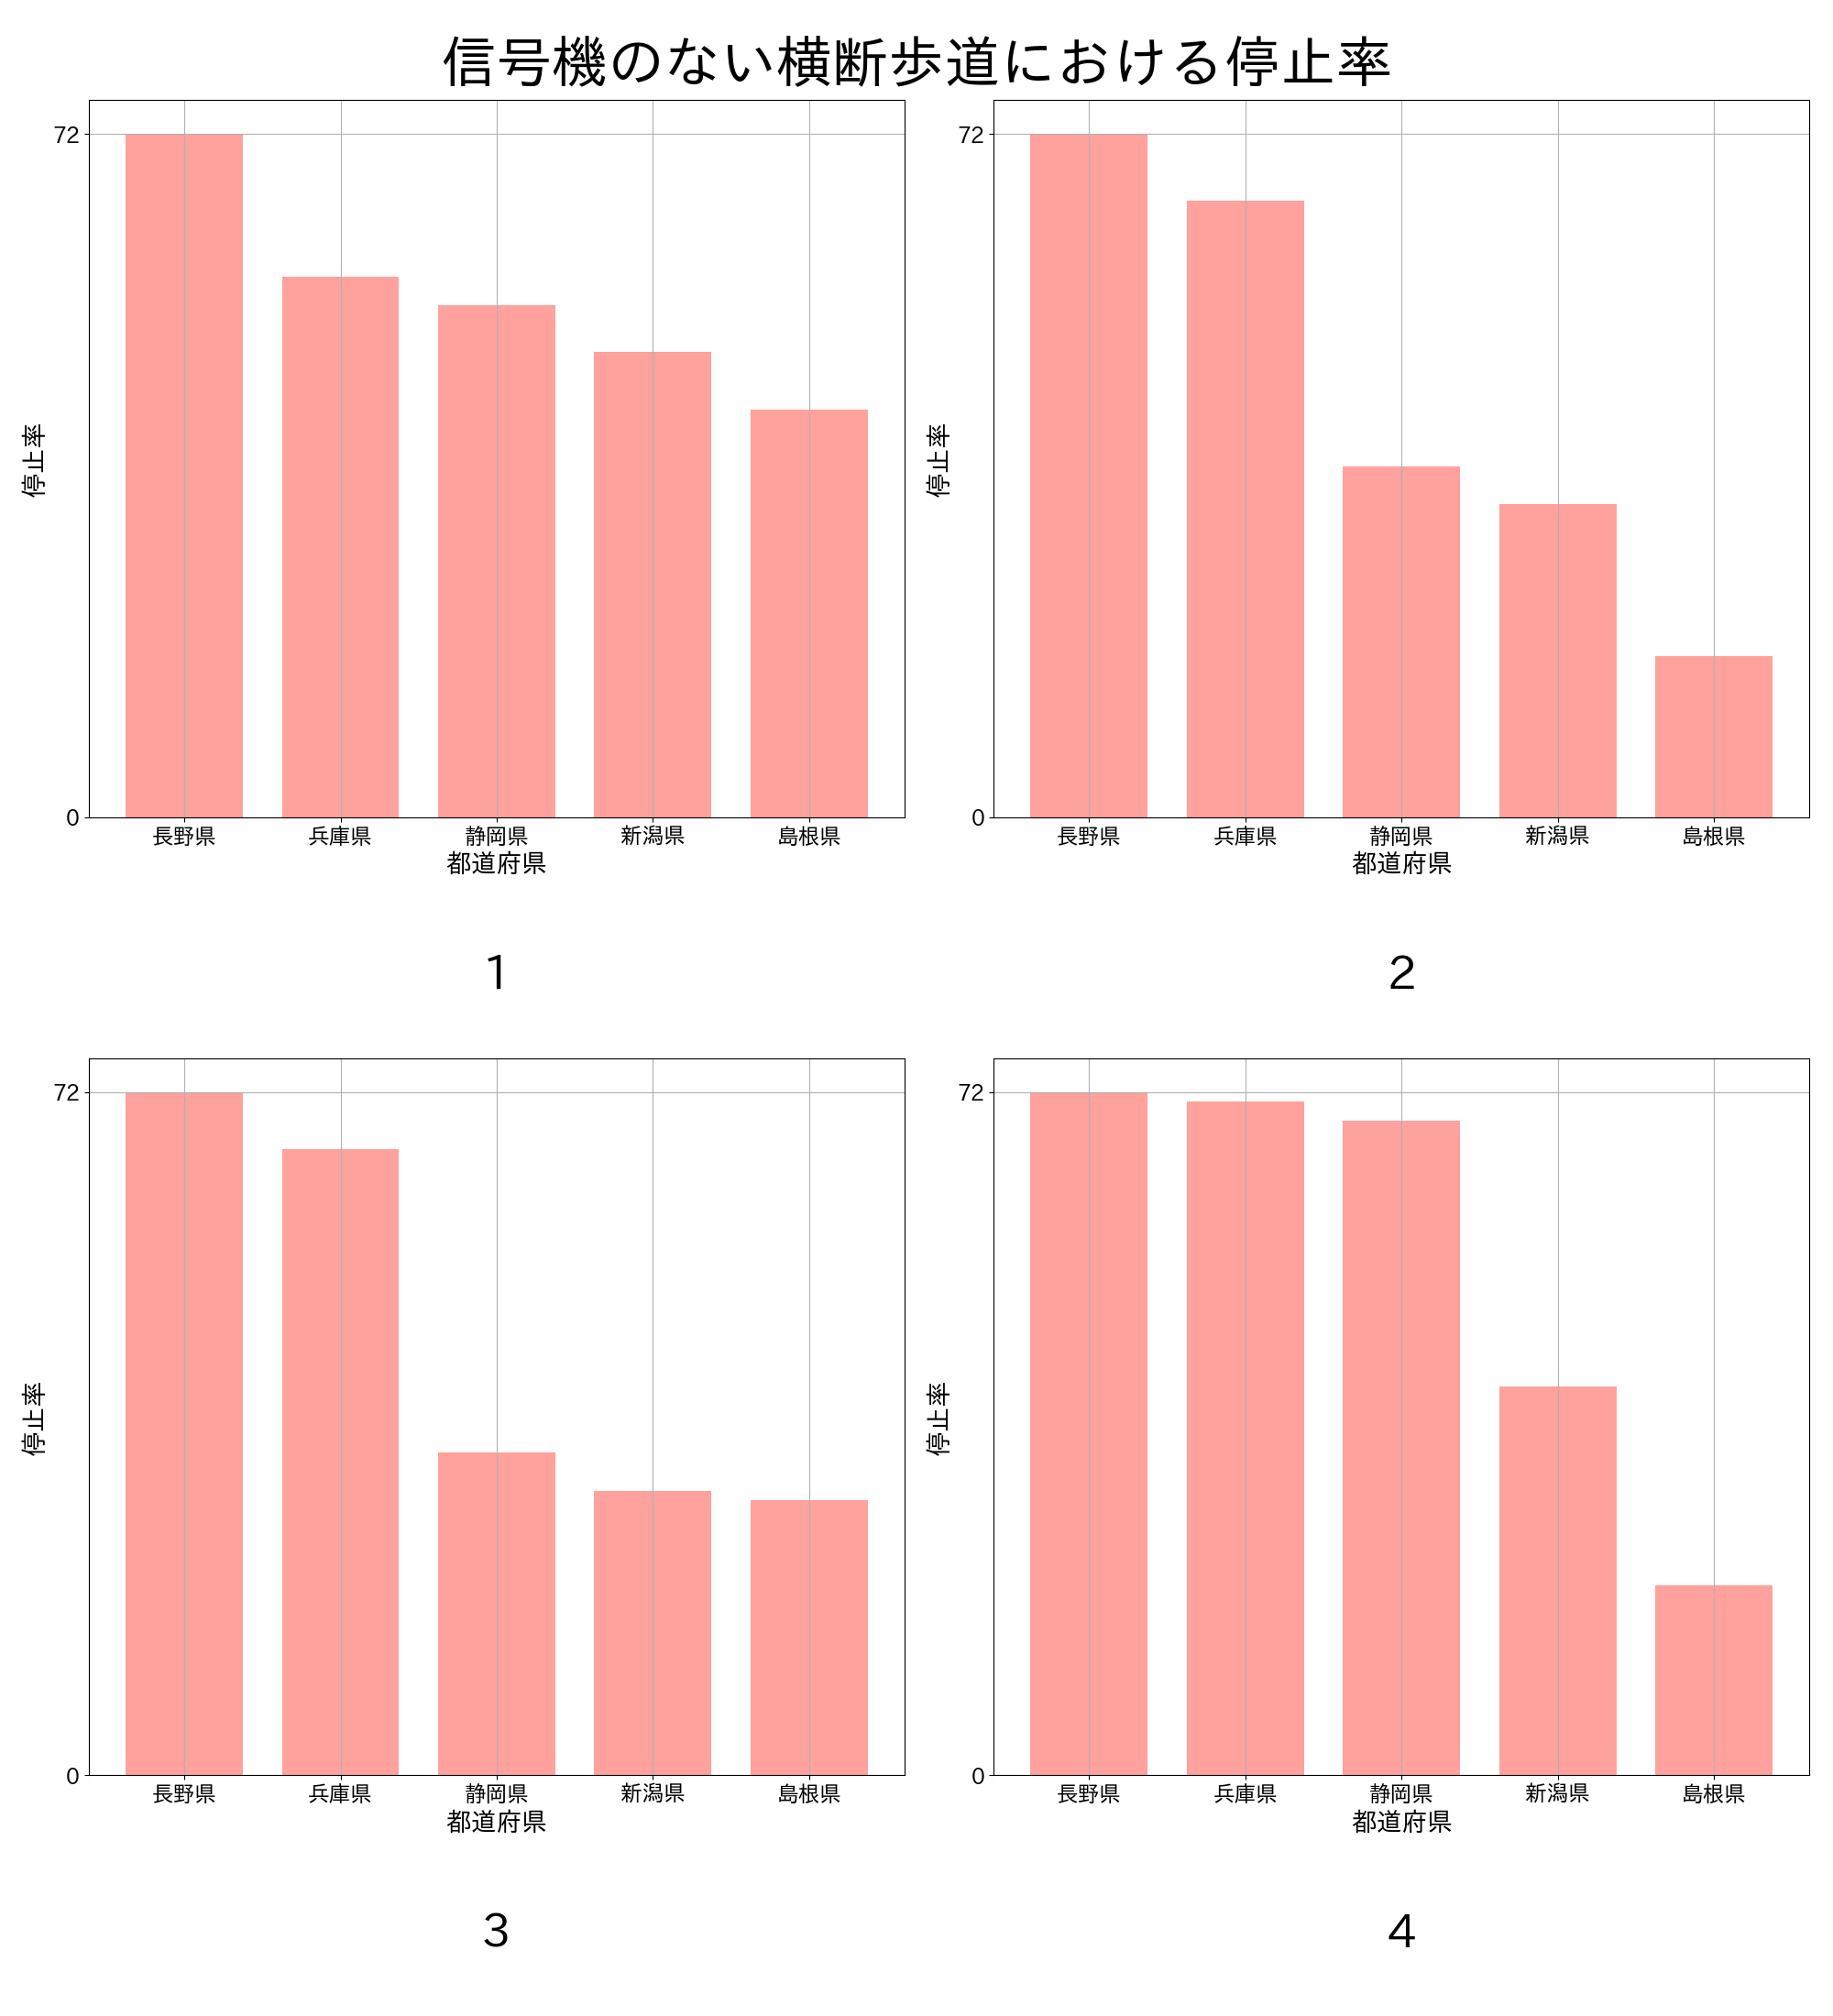 信号機のない横断歩道における停止率
72
停止率
0
長野県 兵庫県 静岡県 新潟県 島根県
都道府県
1
72
停止率
0
長野県 兵庫県 静岡県 新潟県 島根県
都道府県
2
72
停止率
0
長野県 兵庫県 静岡県 新潟県 島根県
都道府県
3
72
停止率
0
長野県 兵庫県 静岡県 新潟県 島根県
都道府県
4